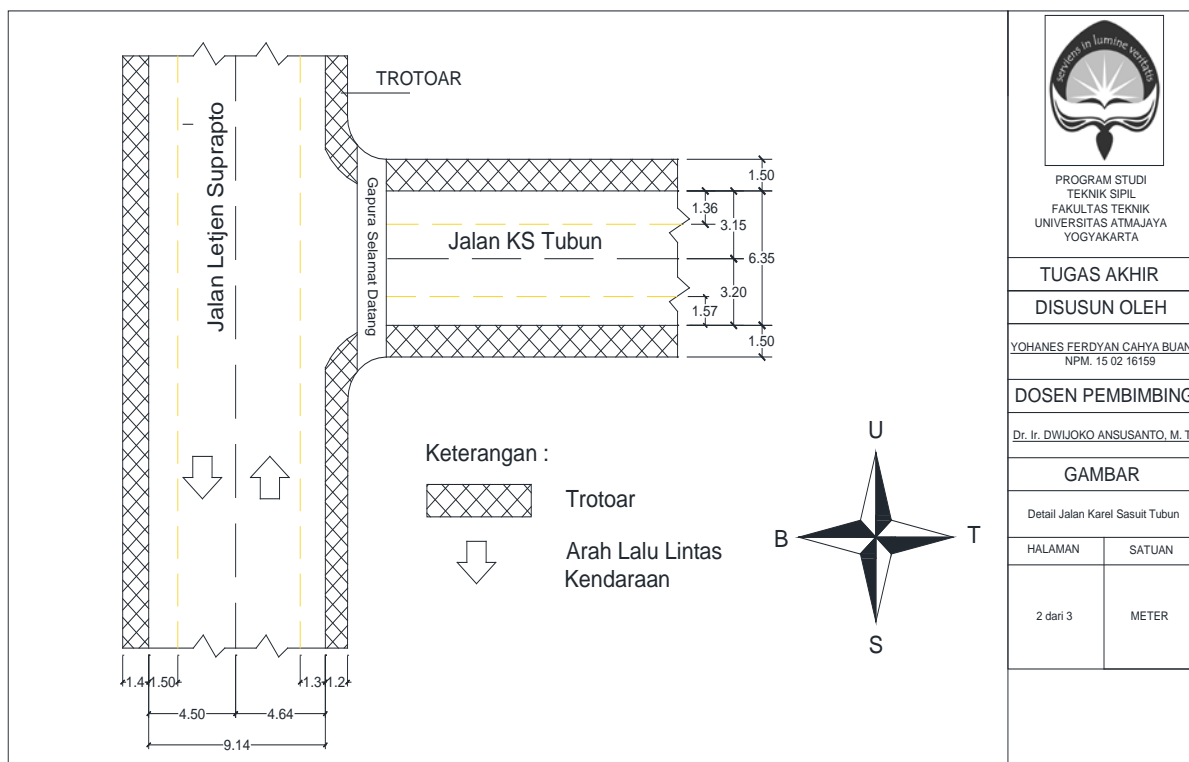 TROTOAR
Jalan Letjen Suprapto
Gapura Selamat Datang
Jalan KS Tubun
1.50
1.36
3.15
6.35
3.20
1.57
1.50
Keterangan :
Trotoar
Arah Lalu Lintas
Kendaraan
U
B
T
S
1.4
1.50
1.3
1.2
4.50
4.64
9.14
serviens in lumine veritatis
PROGRAM STUDI
TEKNIK SIPIL
FAKULTAS TEKNIK
UNIVERSITAS ATMAJAYA
YOGYAKARTA
TUGAS AKHIR
DISUSUN OLEH
YOHANES FERDYAN CAHYA BUAN
NPM. 15 02 16159
DOSEN PEMBIMBING
Dr. Ir. DWIJOKO ANSUSANTO, M. T
GAMBAR
Detail Jalan Karel Sasuit Tubun
HALAMAN
SATUAN
2 dari 3
METER